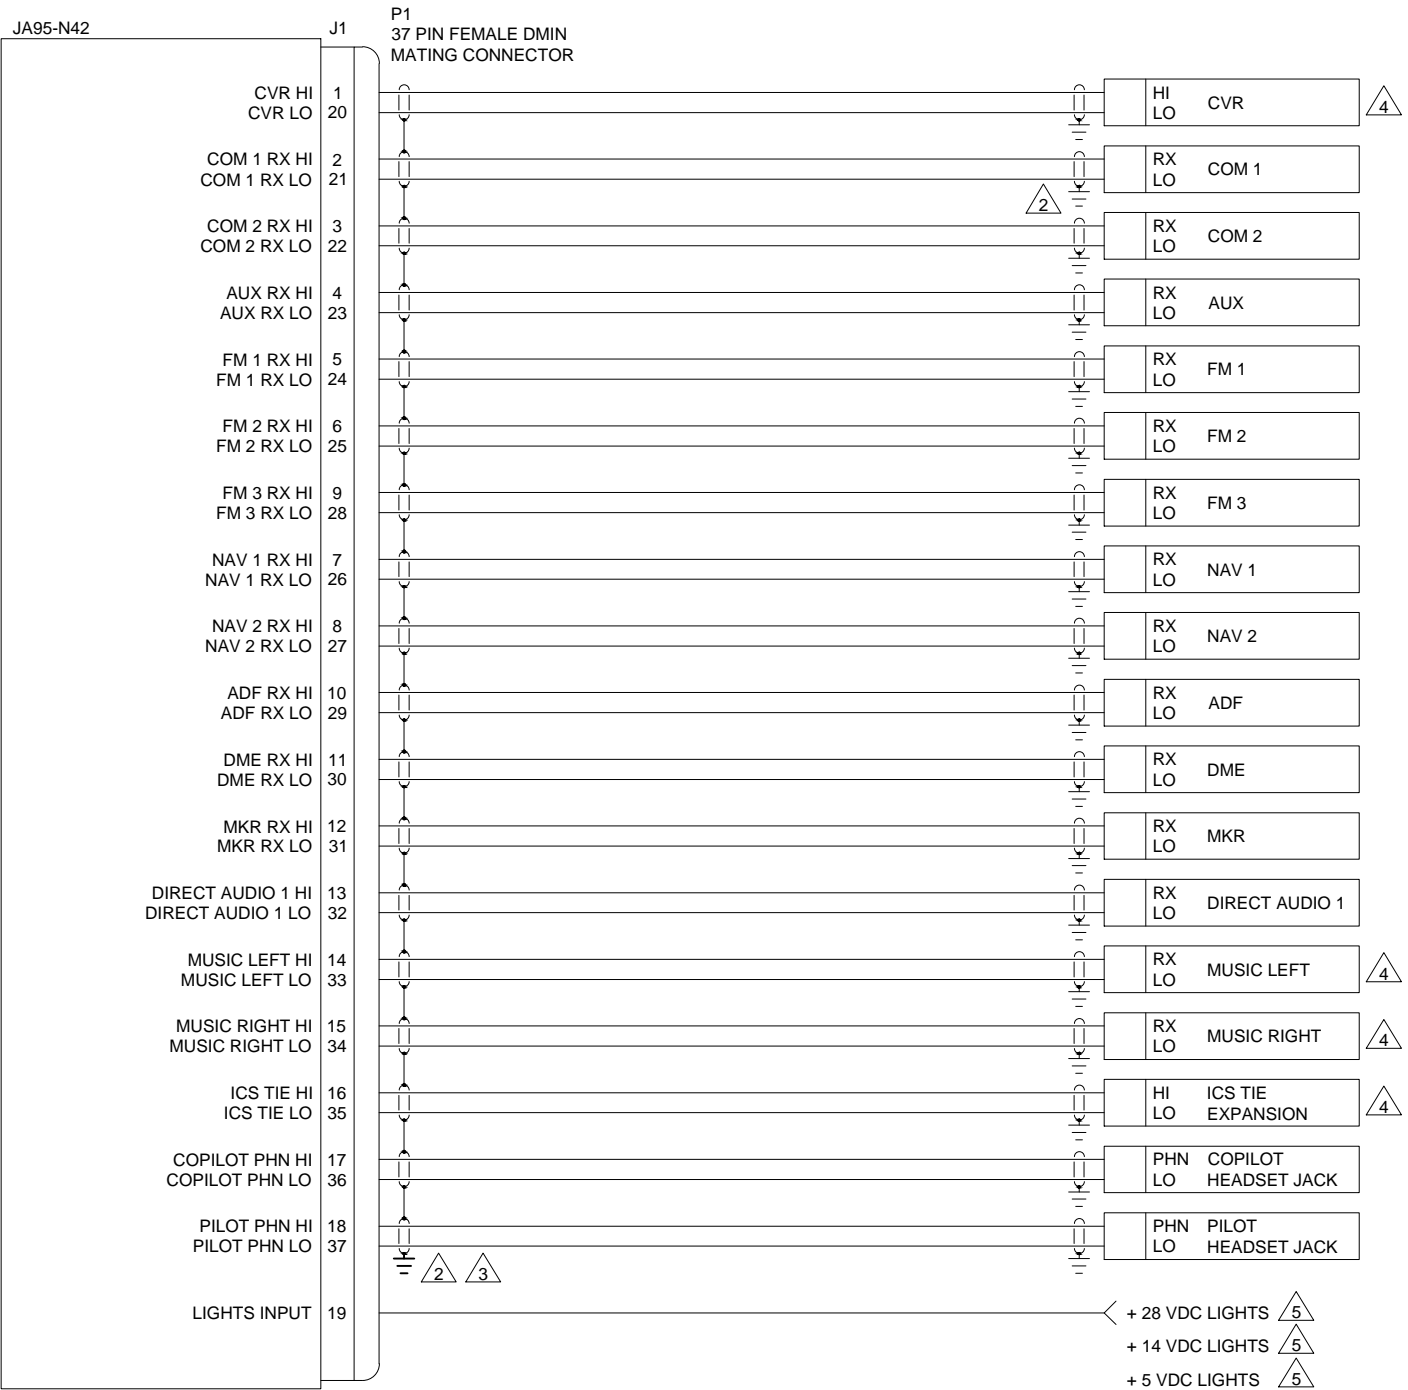 JA95-N42
J1
P1
37 PIN FEMALE DMIN
MATING CONNECTOR
CVR HI 1 HI CVR 4
CVR LO 20 LO
COM 1 RX HI 2 RX COM 1
COM 1 RX LO 21 LO
2
COM 2 RX HI 3 RX COM 2
COM 2 RX LO 22 LO
AUX RX HI 4 RX AUX
AUX RX LO 23 LO
FM 1 RX HI 5 RX FM 1
FM 1 RX LO 24 LO
FM 2 RX HI 6 RX FM 2
FM 2 RX LO 25 LO
FM 3 RX HI 9 RX FM 3
FM 3 RX LO 28 LO
NAV 1 RX HI 7 RX NAV 1
NAV 1 RX LO 26 LO
NAV 2 RX HI 8 RX NAV 2
NAV 2 RX LO 27 LO
ADF RX HI 10 RX ADF
ADF RX LO 29 LO
DME RX HI 11 RX DME
DME RX LO 30 LO
MKR RX HI 12 RX MKR
MKR RX LO 31 LO
DIRECT AUDIO 1 HI 13 RX DIRECT AUDIO 1
DIRECT AUDIO 1 LO 32 LO
MUSIC LEFT HI 14 RX MUSIC LEFT 4
MUSIC LEFT LO 33 LO
MUSIC RIGHT HI 15 RX MUSIC RIGHT 4
MUSIC RIGHT LO 34 LO
ICS TIE HI 16 HI ICS TIE 4
ICS TIE LO 35 LO EXPANSION
COPILOT PHN HI 17 PHN COPILOT
COPILOT PHN LO 36 LO HEADSET JACK
PILOT PHN HI 18 PHN PILOT
PILOT PHN LO 37 LO HEADSET JACK
2 3
LIGHTS INPUT 19 + 28 VDC LIGHTS 5
+ 14 VDC LIGHTS 5
+ 5 VDC LIGHTS 5